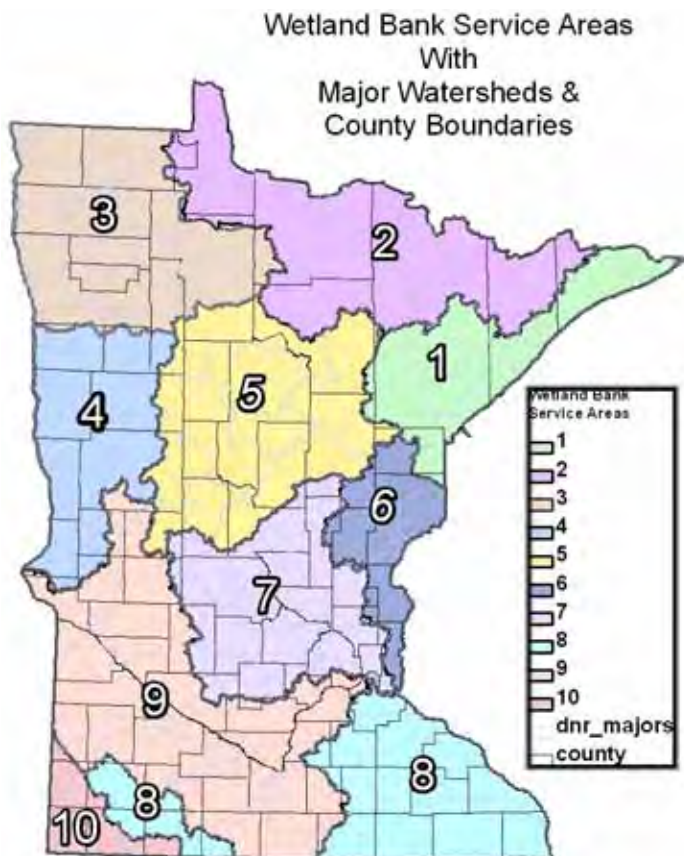 Wetland Bank Service Areas
With
Major Watersheds &
County Boundaries
3
2
1
5
4
6
7
9
8
8
10
Wetland Bank
Service Areas
1
2
3
4
5
6
7
8
9
10
dnr_majors
county